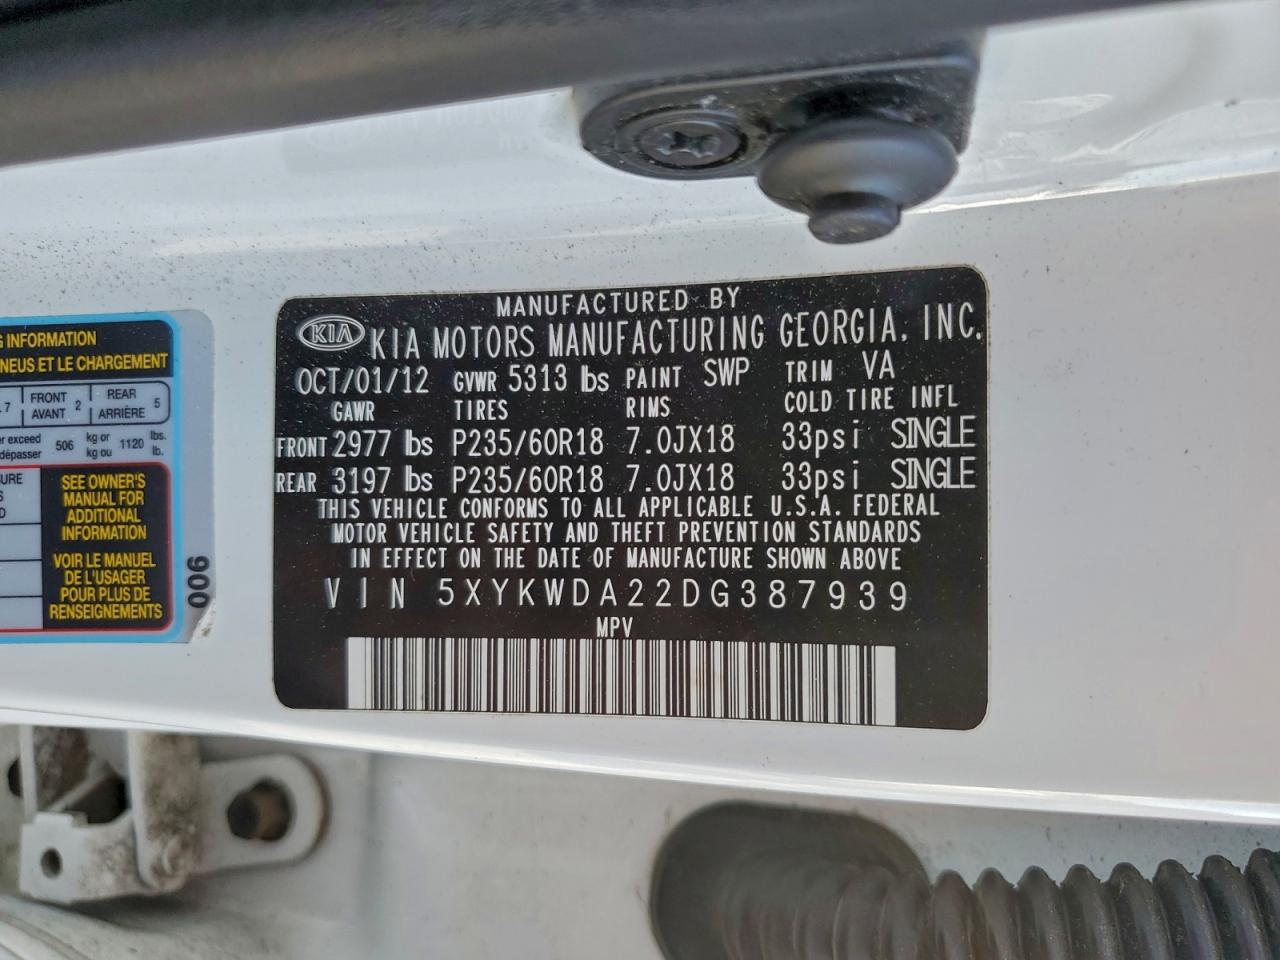 MANUFACTURED BY
KIA KIA MOTORS MANUFACTURING GEORGIA, INC.
OCT/01/12 GVWR 5313 lbs PAINT SWP TRIM VA
GAWR TIRES RIMS COLD TIRE INFL
FRONT 2977 lbs P235/60R18 7.0JX18 33psi SINGLE
REAR 3197 lbs P235/60R18 7.0JX18 33psi SINGLE
THIS VEHICLE CONFORMS TO ALL APPLICABLE U.S.A. FEDERAL
MOTOR VEHICLE SAFETY AND THEFT PREVENTION STANDARDS
IN EFFECT ON THE DATE OF MANUFACTURE SHOWN ABOVE
VIN 5XYKWDA22DG387939
MPV
INFORMATION
PNEUS ET LE CHARGEMENT
7 FRONT AVANT 2 REAR ARRIÈRE 5
exceed
dépasser 506 kg or kg ou 1120 lbs. lb.
SEE OWNER'S
MANUAL FOR
ADDITIONAL
INFORMATION
VOIR LE MANUEL
DE L'USAGER
POUR PLUS DE
RENSEIGNEMENTS
006